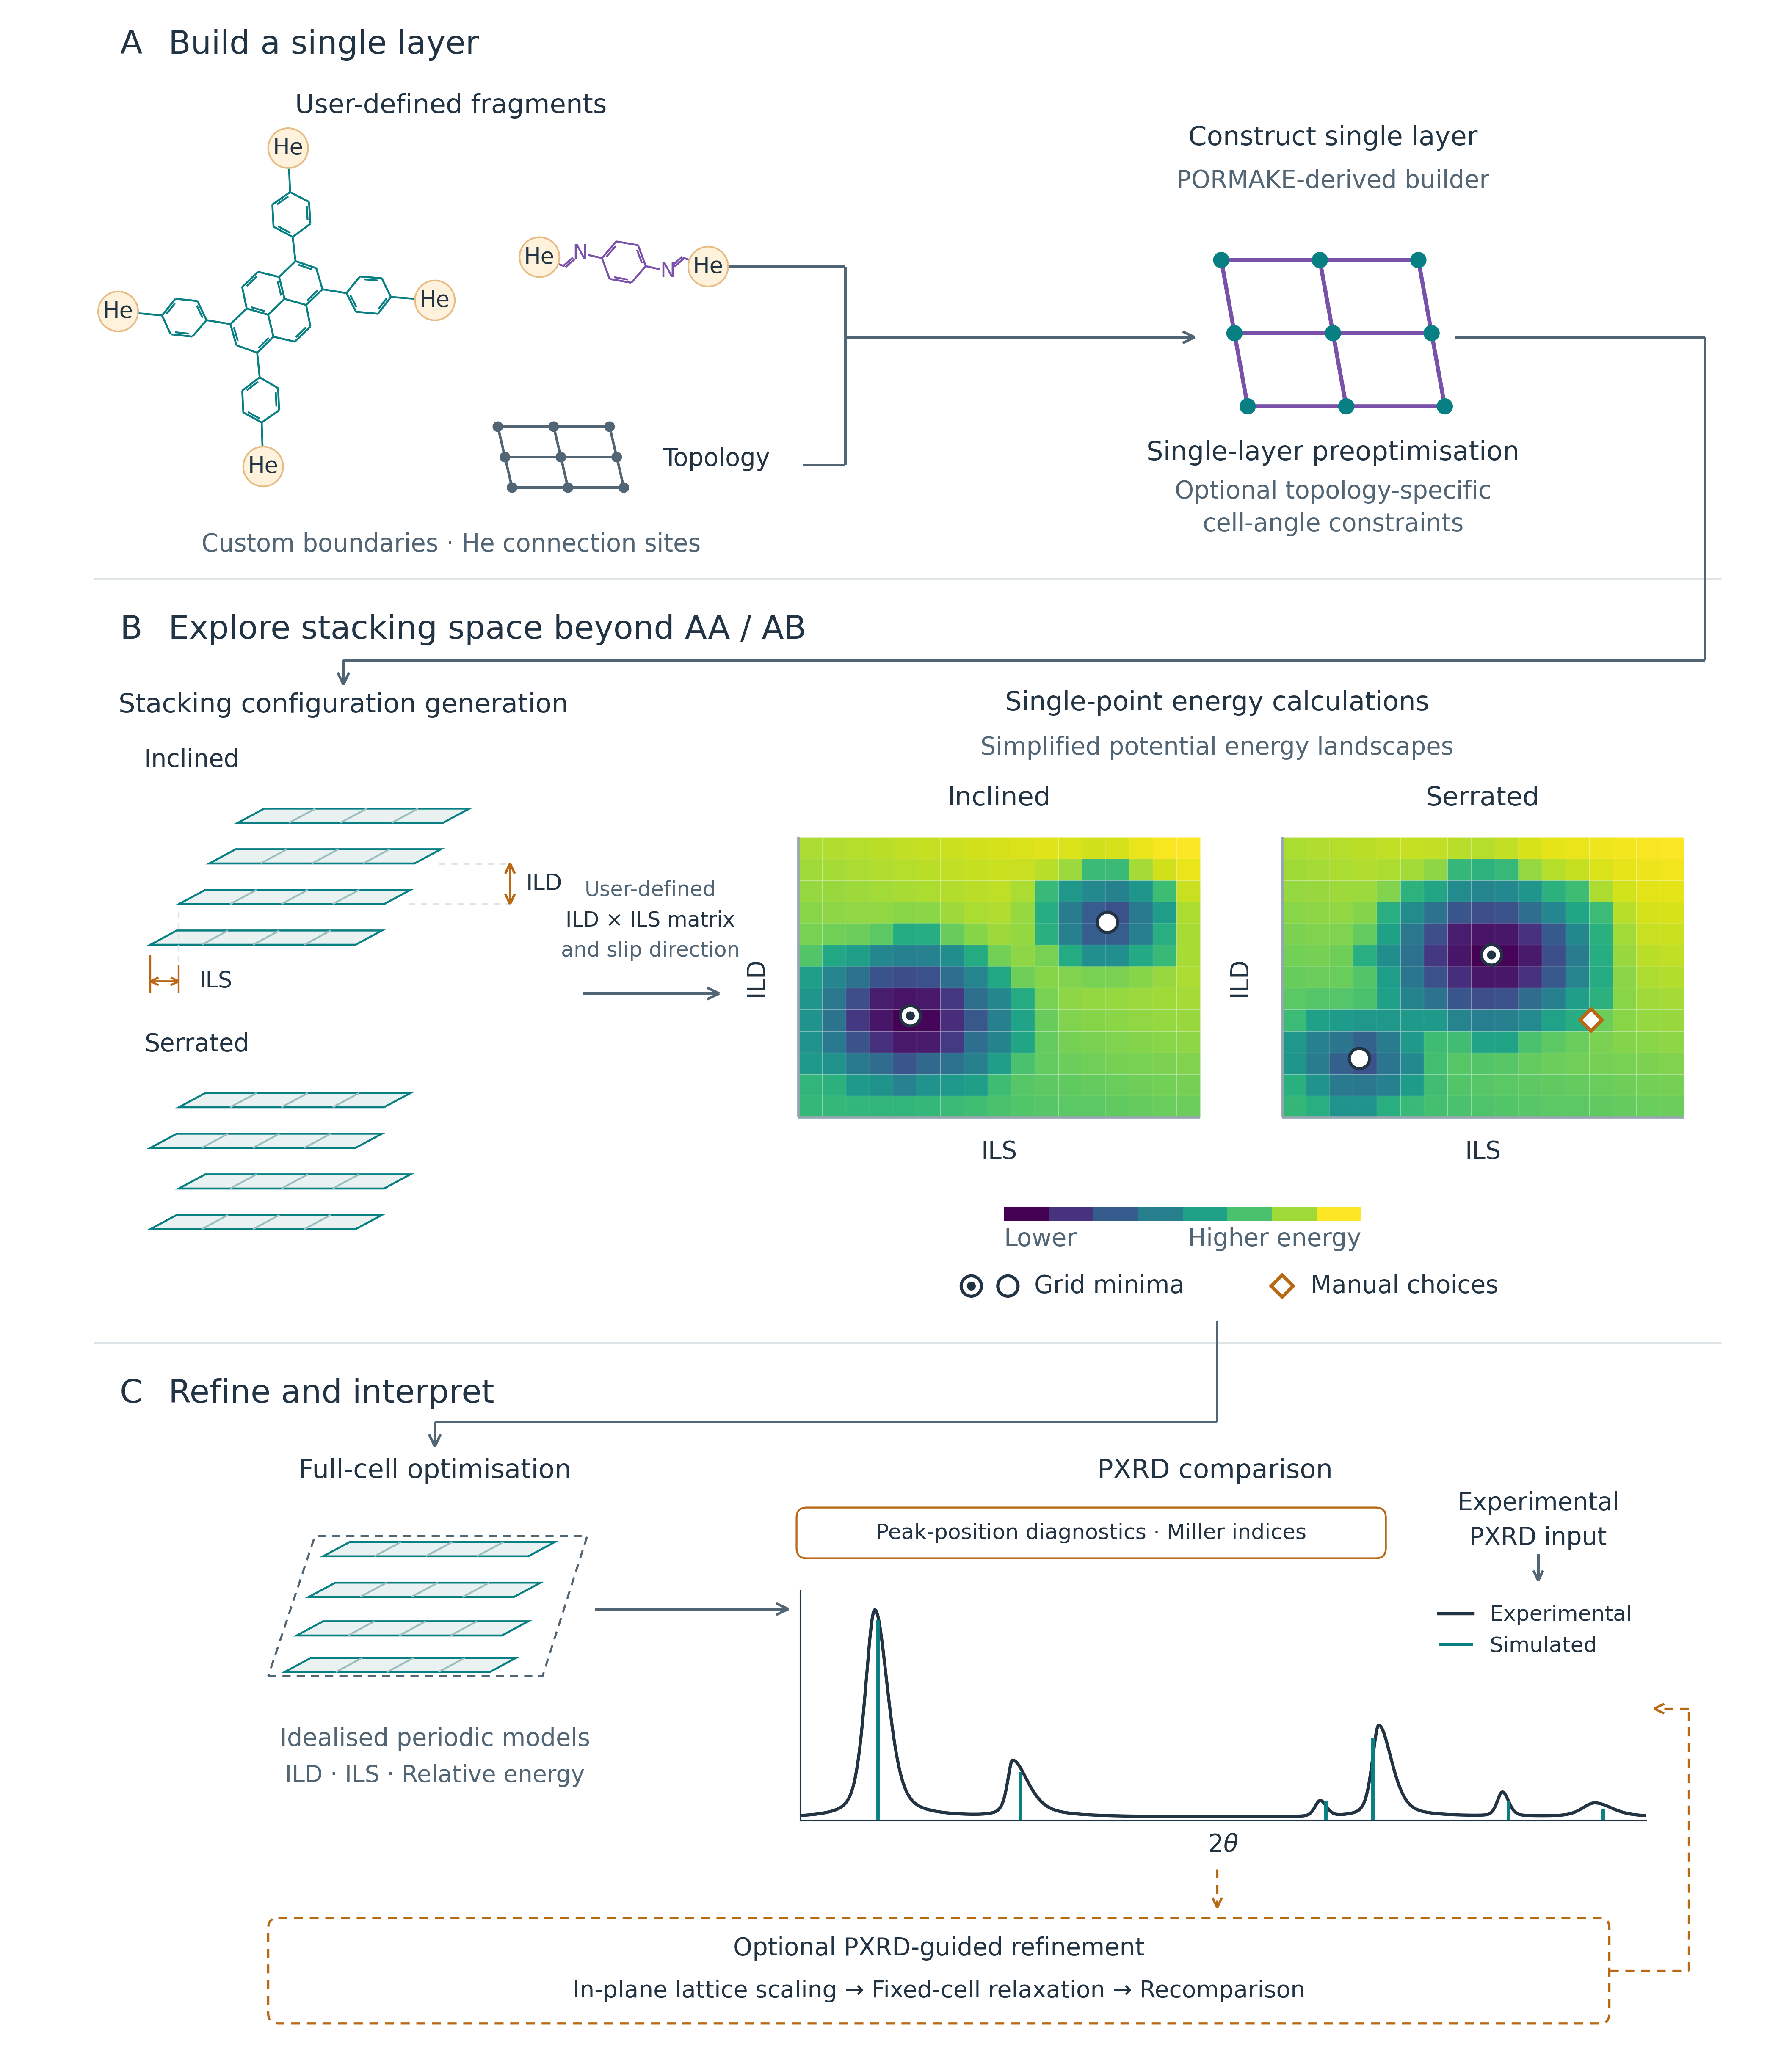 A Build a single layer
User-defined fragments
He
He
He
He
He
N
N
He
Topology
Custom boundaries · He connection sites
Construct single layer
PORMAKE-derived builder
Single-layer preoptimisation
Optional topology-specific
cell-angle constraints
B Explore stacking space beyond AA / AB
Stacking configuration generation
Inclined
ILD
ILS
User-defined
ILD × ILS matrix
and slip direction
Serrated
Single-point energy calculations
Simplified potential energy landscapes
Inclined
ILD
ILS
Serrated
ILD
ILS
Lower Higher energy
Grid minima
Manual choices
C Refine and interpret
Full-cell optimisation
Idealised periodic models
ILD · ILS · Relative energy
PXRD comparison
Peak-position diagnostics · Miller indices
Experimental
PXRD input
Experimental
Simulated
2θ
Optional PXRD-guided refinement
In-plane lattice scaling → Fixed-cell relaxation → Recomparison